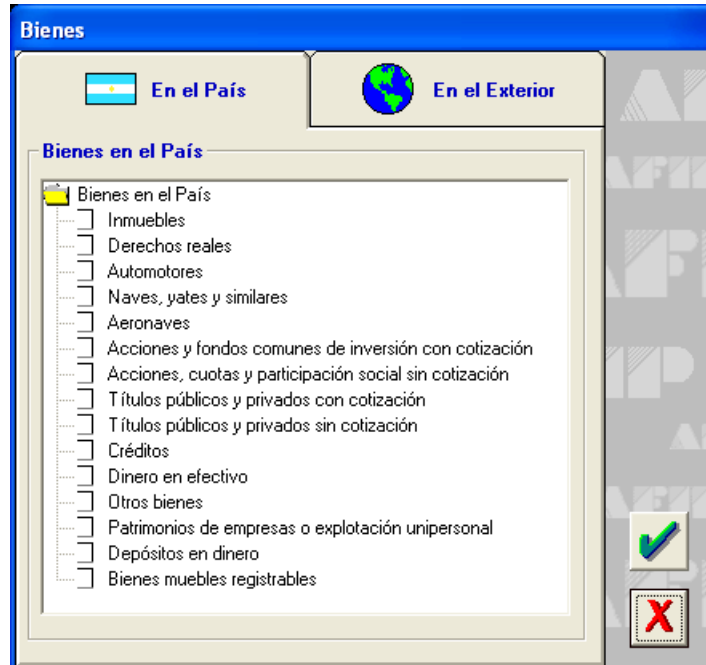 Bienes
En el País
En el Exterior
Bienes en el País
Bienes en el País
Inmuebles
Derechos reales
Automotores
Naves, yates y similares
Aeronaves
Acciones y fondos comunes de inversión con cotización
Acciones, cuotas y participación social sin cotización
Títulos públicos y privados con cotización
Títulos públicos y privados sin cotización
Créditos
Dinero en efectivo
Otros bienes
Patrimonios de empresas o explotación unipersonal
Depósitos en dinero
Bienes muebles registrables